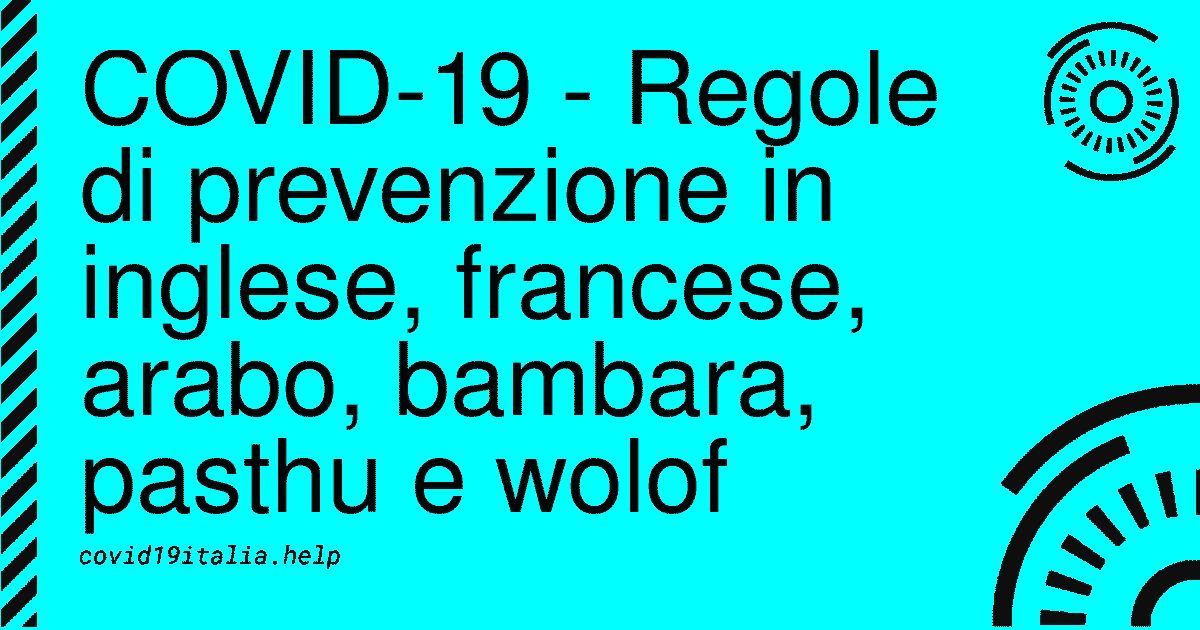 COVID-19 - Regole
di prevenzione in
inglese, francese,
arabo, bambara,
pasthu e wolof
covid19italia.help